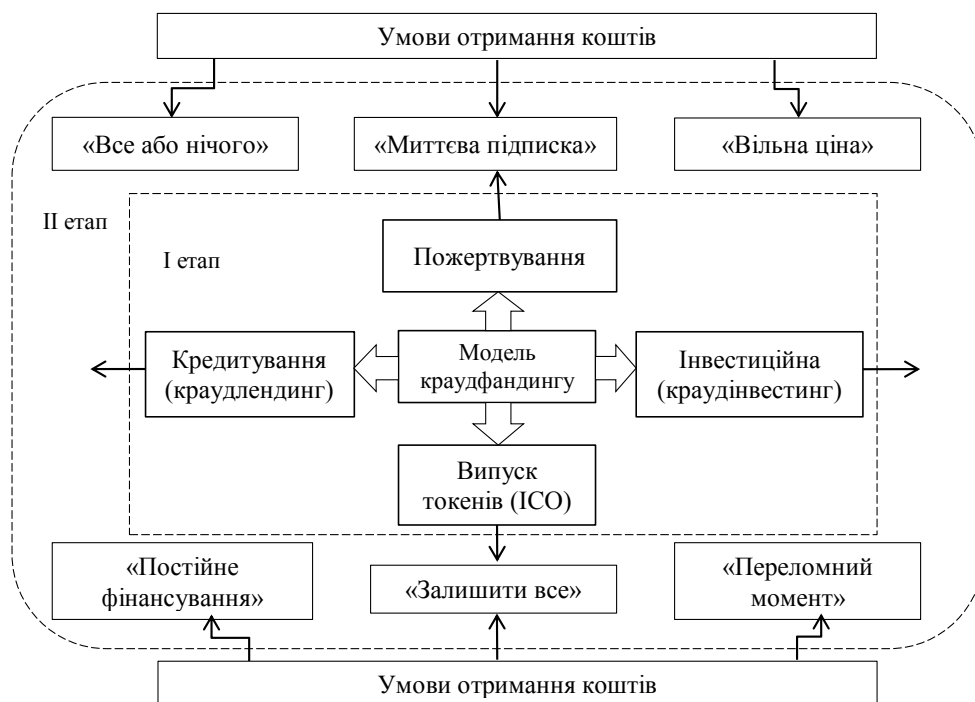 Умови отримання коштів
«Все або нічого»
«Миттєва підписка»
«Вільна ціна»
II етап
I етап
Пожертвування
Кредитування
(краудлендинг)
Модель
краудфандингу
Інвестиційна
(краудінвестинг)
Випуск
токенів (ICO)
«Постійне
фінансування»
«Залишити все»
«Переломний
момент»
Умови отримання коштів